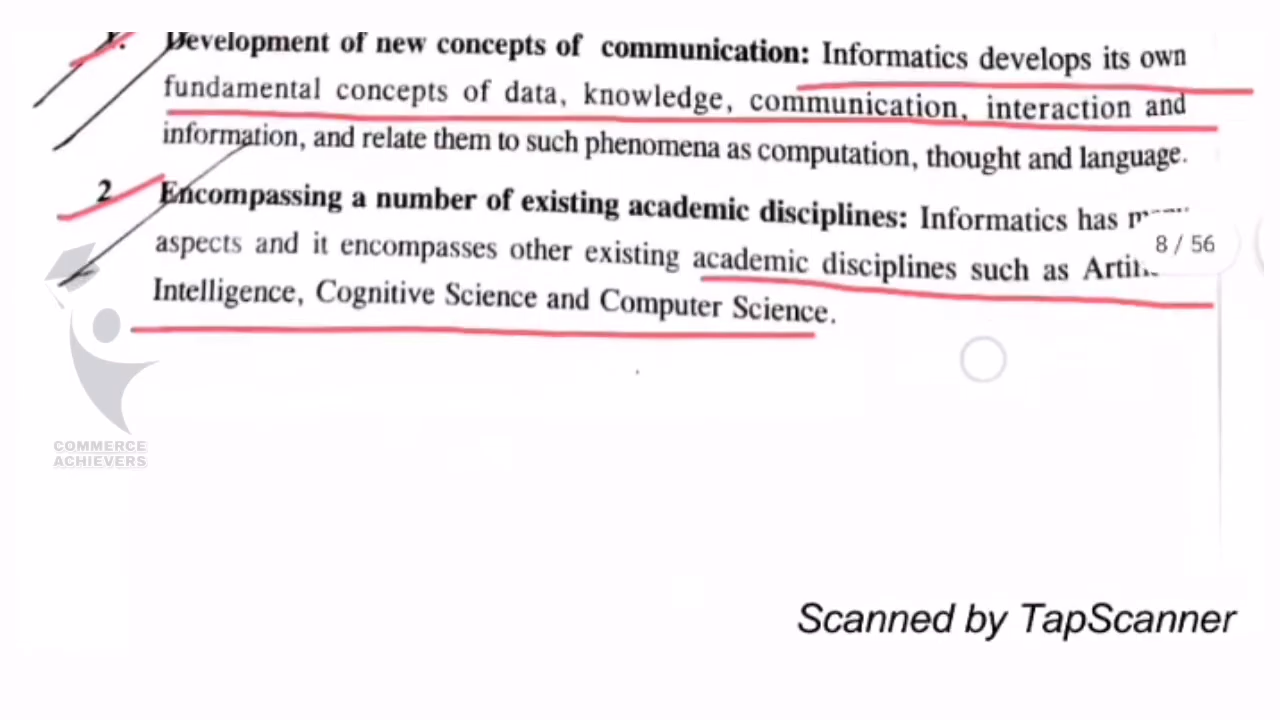 1. Development of new concepts of communication: Informatics develops its own
fundamental concepts of data, knowledge, communication, interaction and
information, and relate them to such phenomena as computation, thought and language.
2 Encompassing a number of existing academic disciplines: Informatics has
8 / 56
aspects and it encompasses other existing academic disciplines such as
Intelligence, Cognitive Science and Computer Science.
COMMERCE
ACHIEVERS
Scanned by TapScanner